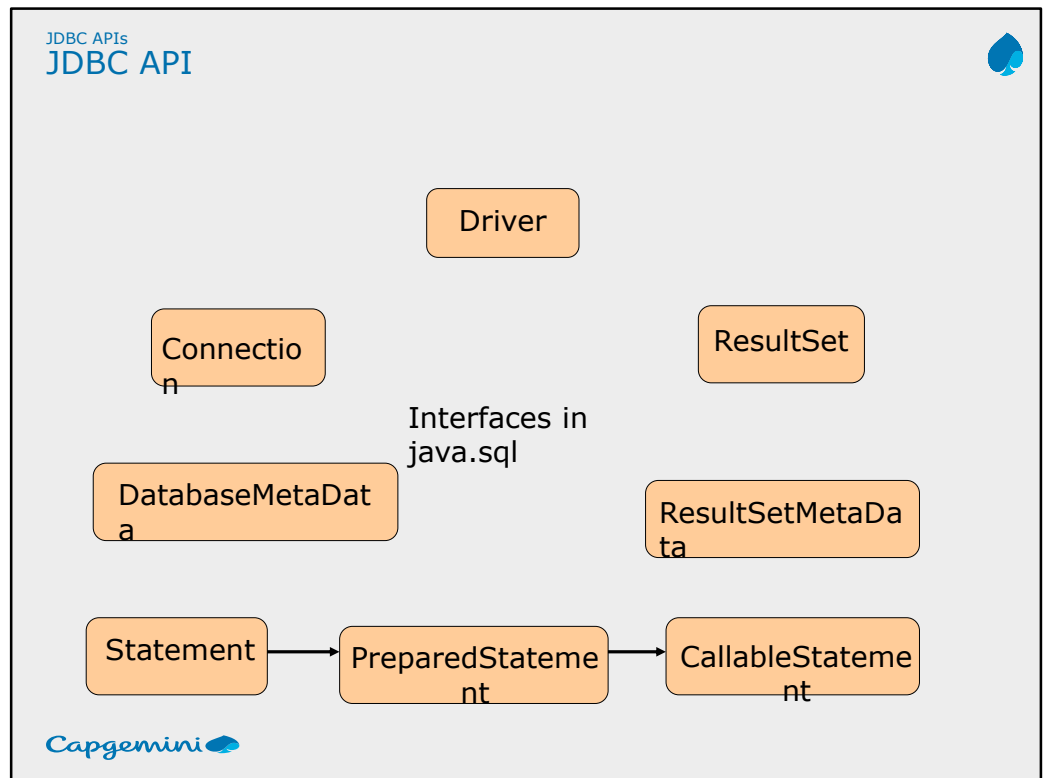 JDBC APIs
JDBC API
Driver
Connectio
n
ResultSet
Interfaces in
java.sql
DatabaseMetaDat
a
ResultSetMetaDa
ta
Statement
PreparedStateme
nt
CallableStateme
nt
Capgemini